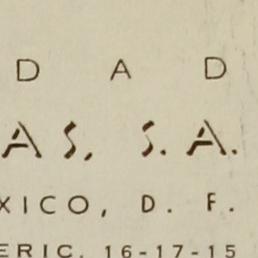 D A D
AS, S. A.
XICO, D. F.
ERIC. 16-17-15